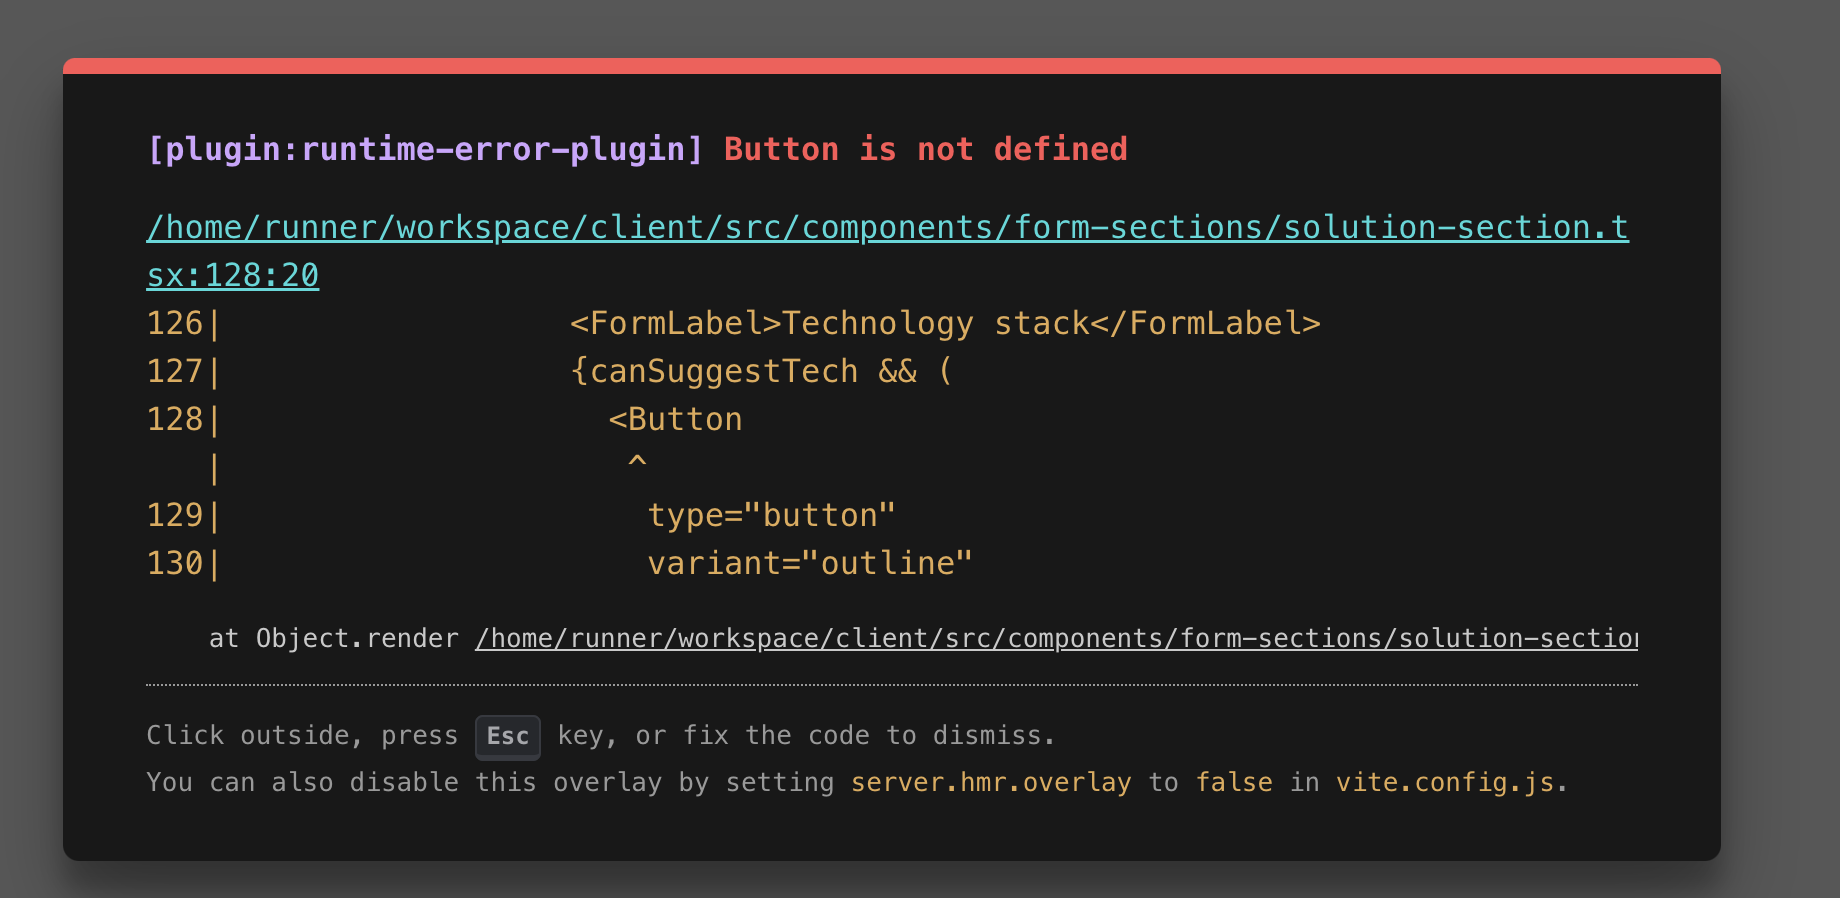 [plugin:runtime-error-plugin] Button is not defined
/home/runner/workspace/client/src/components/form-sections/solution-section.t
sx:128:20
126|                  <FormLabel>Technology stack</FormLabel>
127|                  {canSuggestTech && (
128|                    <Button
   |                     ^
129|                      type="button"
130|                      variant="outline"
at Object.render /home/runner/workspace/client/src/components/form-sections/solution-section
Click outside, press Esc key, or fix the code to dismiss.
You can also disable this overlay by setting server.hmr.overlay to false in vite.config.js.